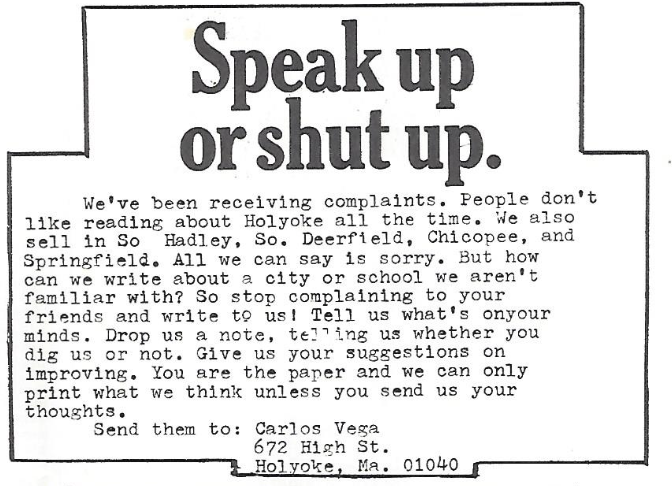 Speak up
or shut up.
We've been receiving complaints. People don't
like reading about Holyoke all the time. We also
sell in So Hadley, So. Deerfield, Chicopee, and
Springfield. All we can say is sorry. But how
can we write about a city or school we aren't
familiar with? So stop complaining to your
friends and write to us! Tell us what's onyour
minds. Drop us a note, telling us whether you
dig us or not. Give us your suggestions on
improving. You are the paper and we can only
print what we think unless you send us your
thoughts.
Send them to: Carlos Vega
672 High St.
Holyoke, Ma. 01040